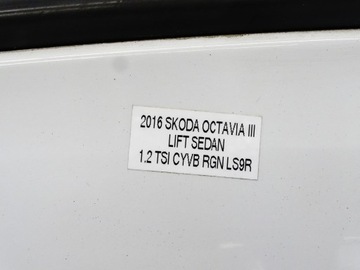 2016 SKODA OCTAVIA III
LIFT SEDAN
1.2 TSI CYVB RGN LS9R